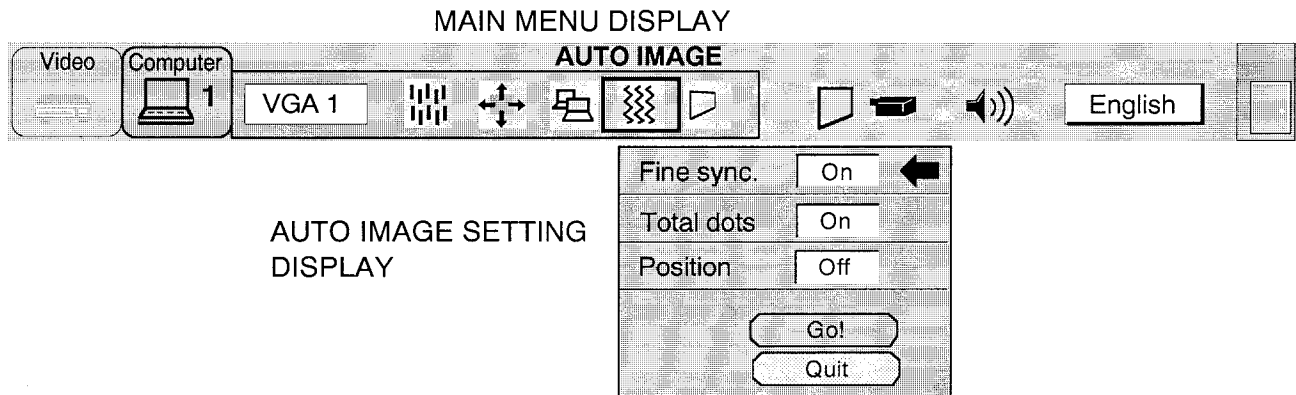 MAIN MENU DISPLAY
AUTO IMAGE
Video
Computer
1
VGA 1
English
Fine sync. On
Total dots On
Position Off
Go!
Quit
AUTO IMAGE SETTING
DISPLAY